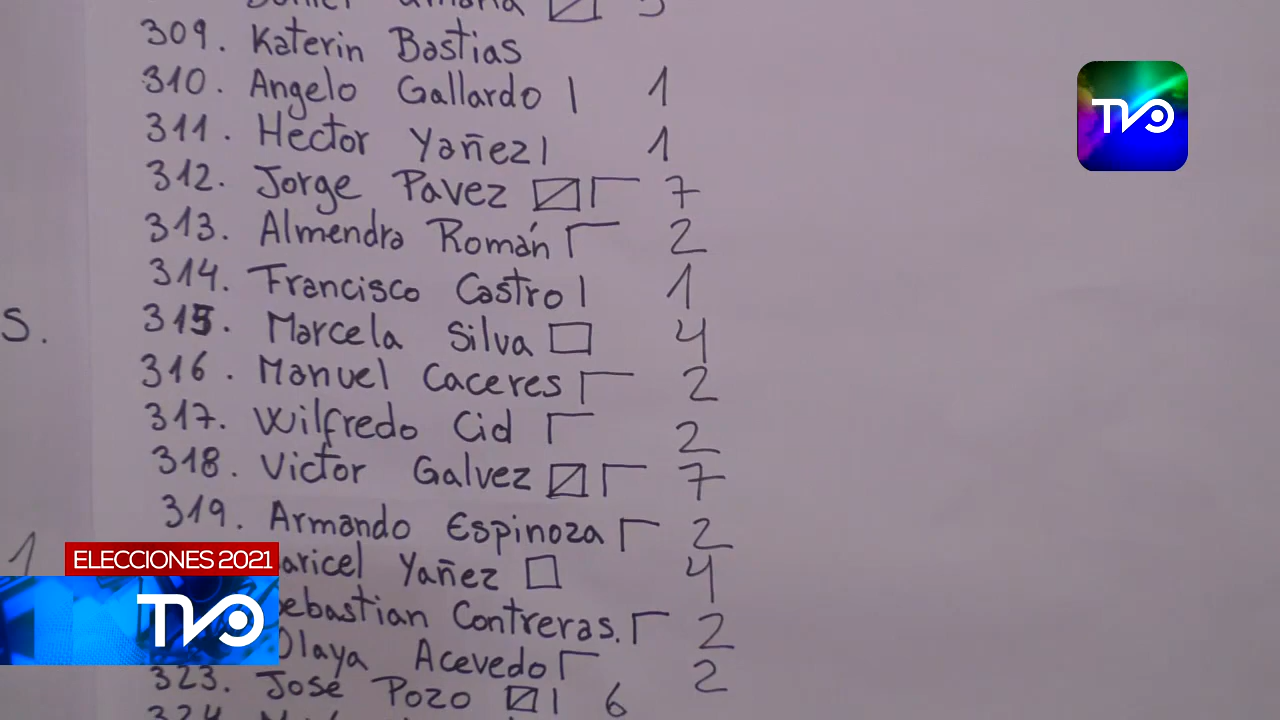 309. Katerin Bastias
310. Angelo Gallardo | 1
311. Hector Yañez | 1
312. Jorge Pavez 7
313. Almendra Román 2
314. Francisco Castro | 1
315. Marcela Silva 4
316. Manuel Caceres 2
317. Wilfredo Cid 2
318. Victor Galvez 7
319. Armando Espinoza 2
aricel Yañez 4
ebastian Contreras. 2
Olaya Acevedo 2
323. José Pozo | 6
S.
1
TVO
ELECCIONES 2021
TVO